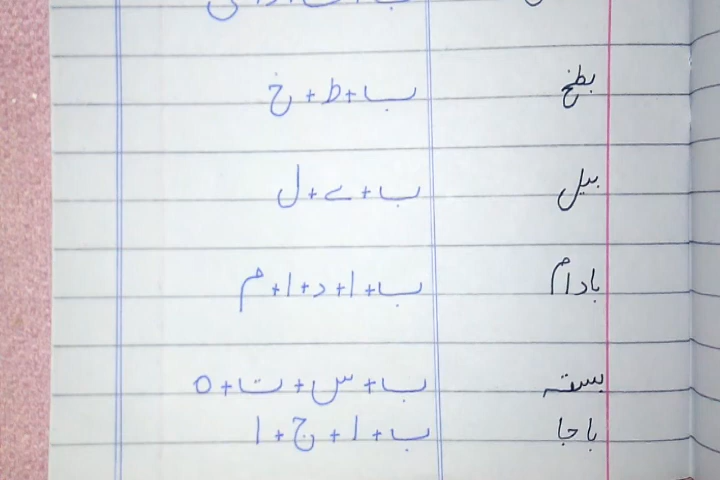 بطخ ب+ط+خ
بیل ب+ے+ل
بادام ب+ا+د+ا+م
بستہ ب+س+ت+ہ
باجا ب+ا+ج+ا